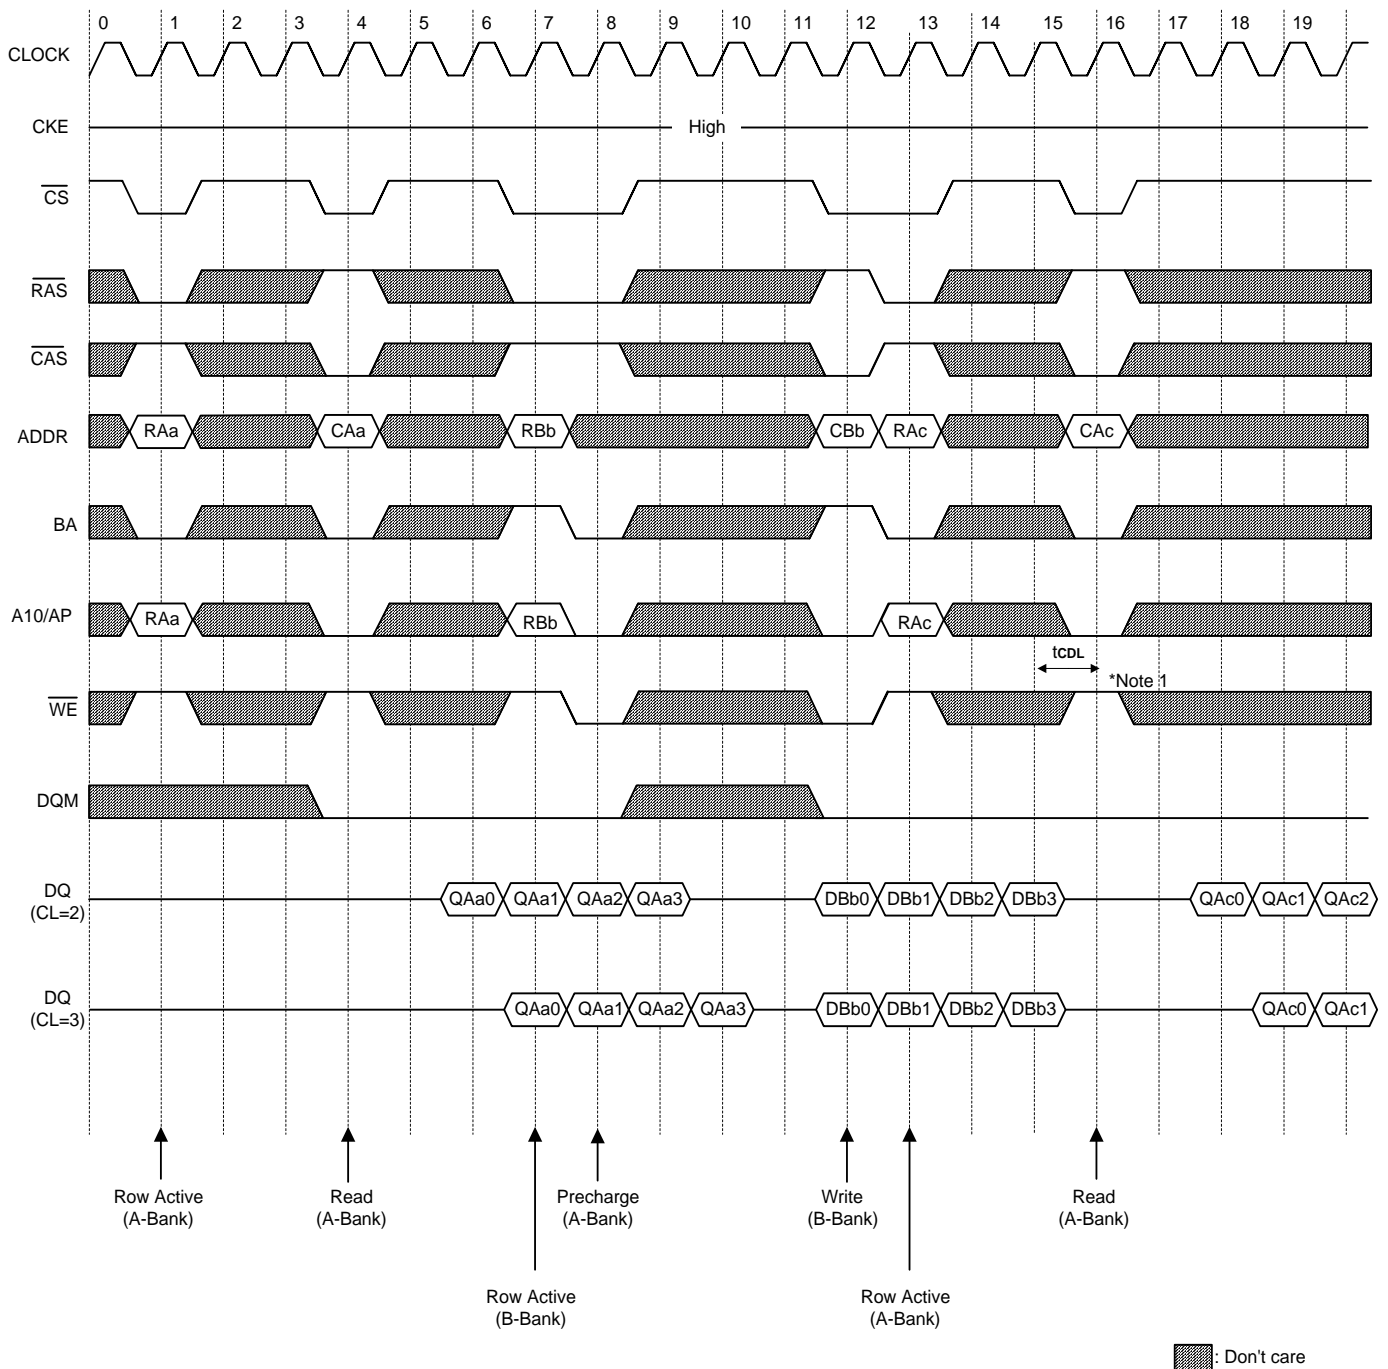 0 1 2 3 4 5 6 7 8 9 10 11 12 13 14 15 16 17 18 19
CLOCK
CKE High
CS
RAS
CAS
ADDR RAa CAa RBb CBb RAc CAc
BA
A10/AP RAa RBb RAc
tCDL
*Note 1
WE
DQM
DQ
(CL=2)
QAa0 QAa1 QAa2 QAa3 DBb0 DBb1 DBb2 DBb3 QAc0 QAc1 QAc2
DQ
(CL=3)
QAa0 QAa1 QAa2 QAa3 DBb0 DBb1 DBb2 DBb3 QAc0 QAc1
Row Active
(A-Bank)
Read
(A-Bank)
Precharge
(A-Bank)
Write
(B-Bank)
Read
(A-Bank)
Row Active
(B-Bank)
Row Active
(A-Bank)
: Don't care